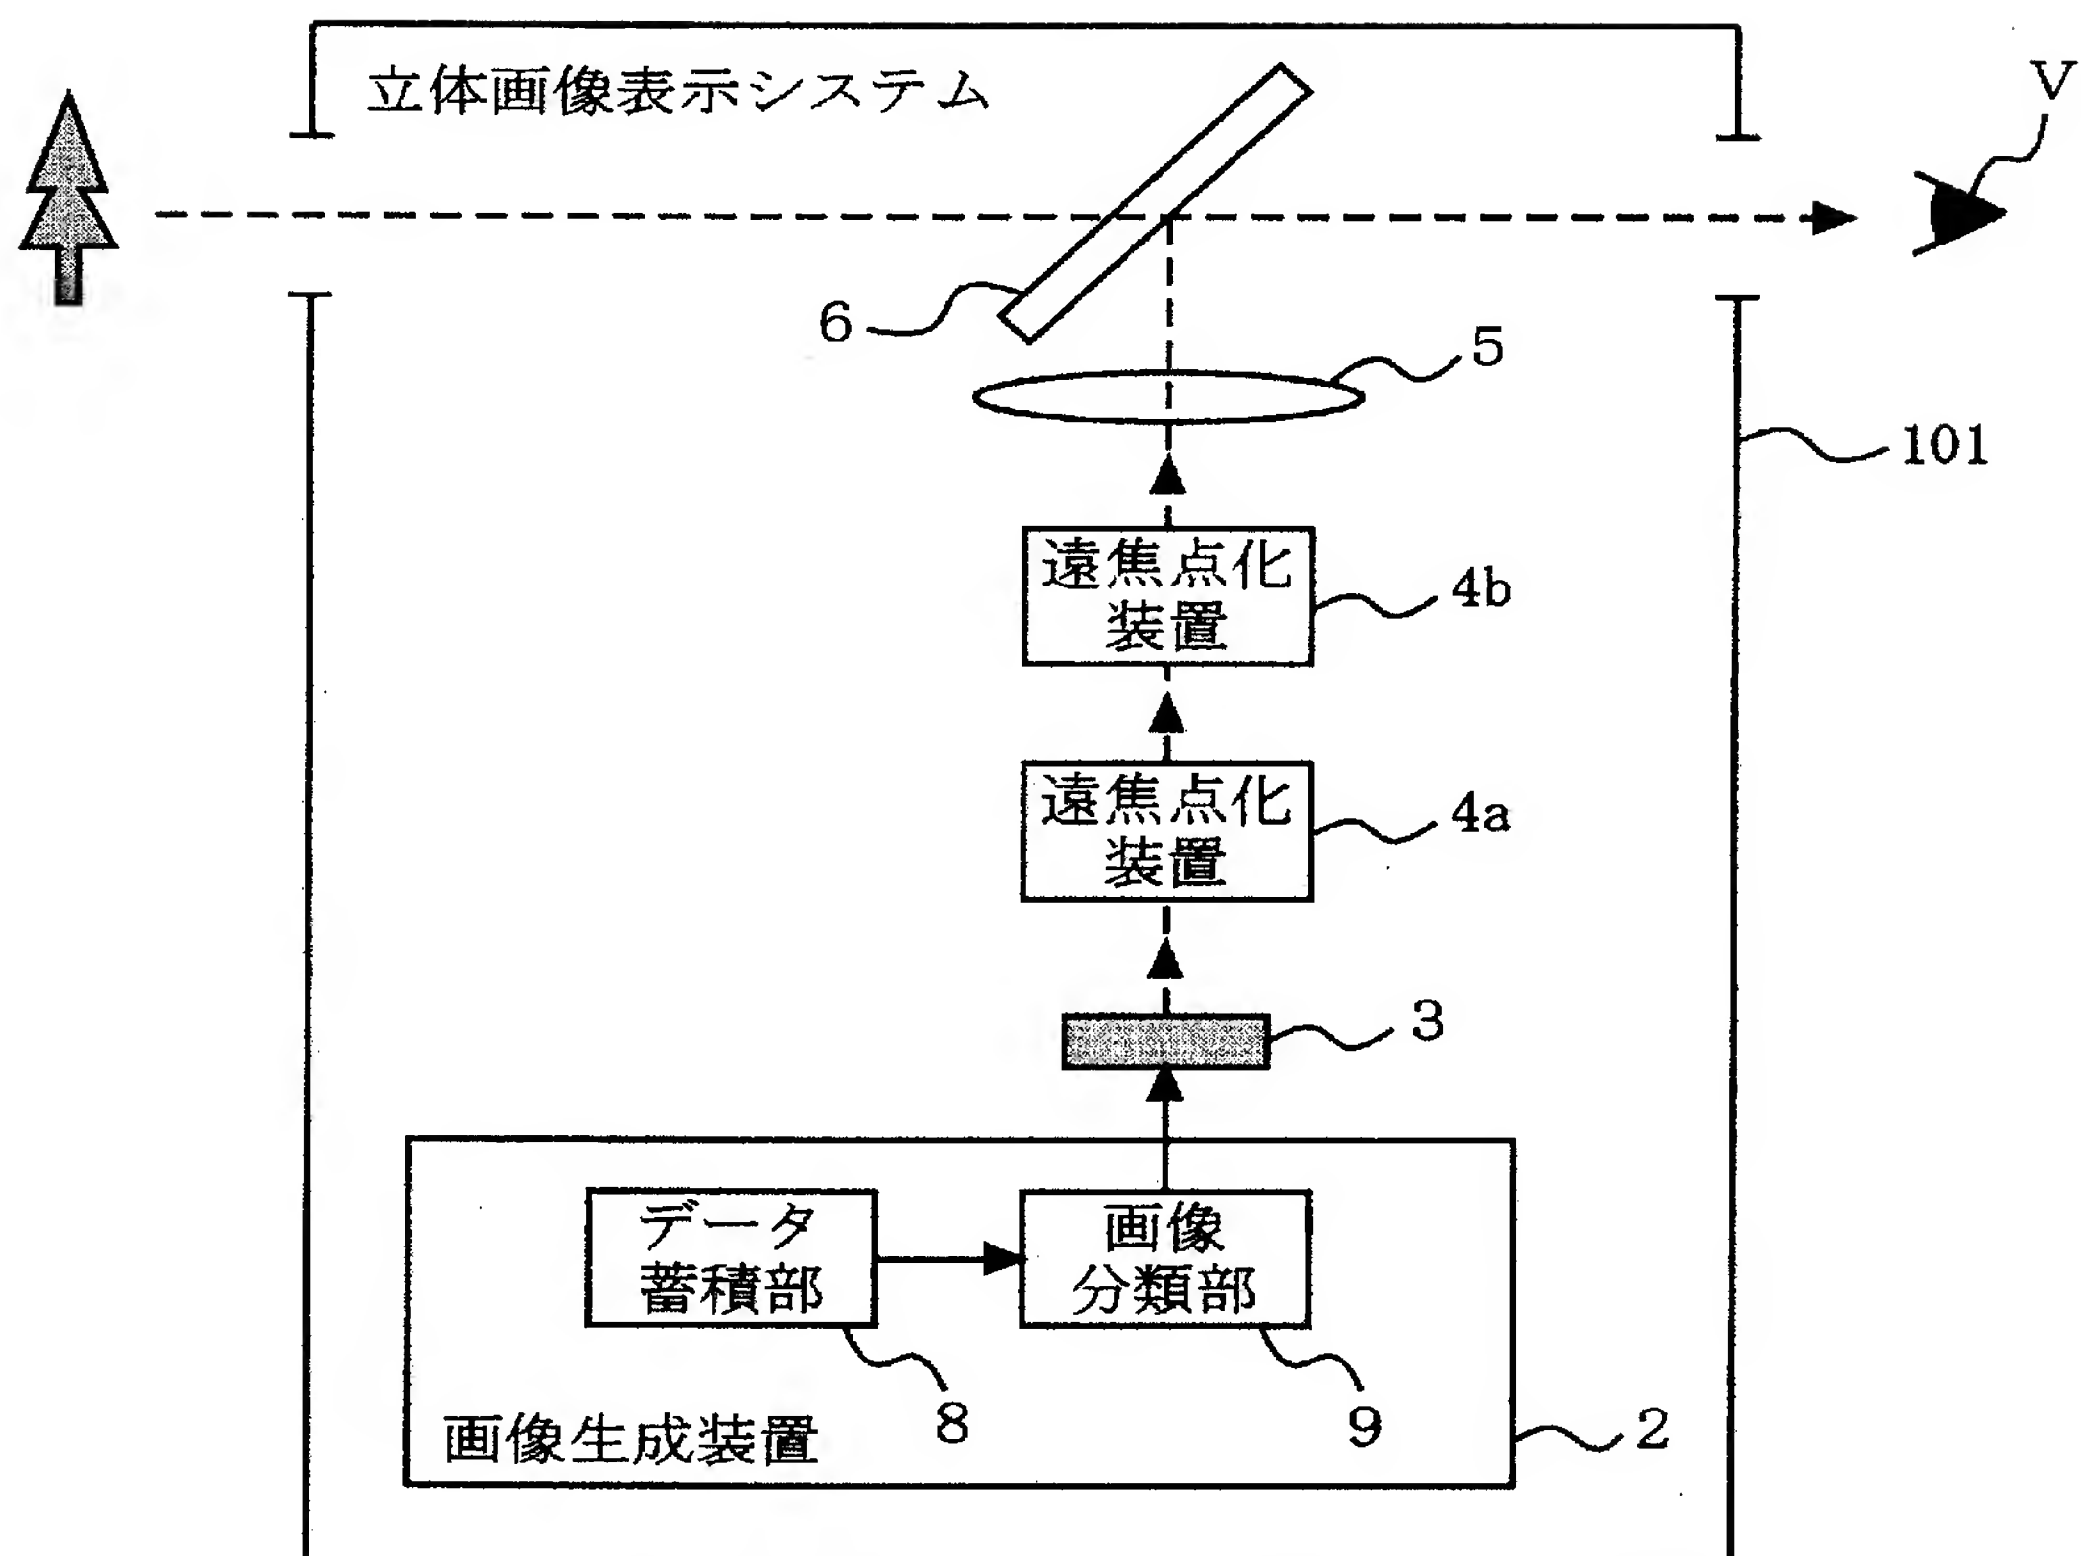 立体画像表示システム
V
6
5
101
遠焦点化
装置
4b
遠焦点化
装置
4a
3
データ
蓄積部
画像
分類部
8
9
画像生成装置
2